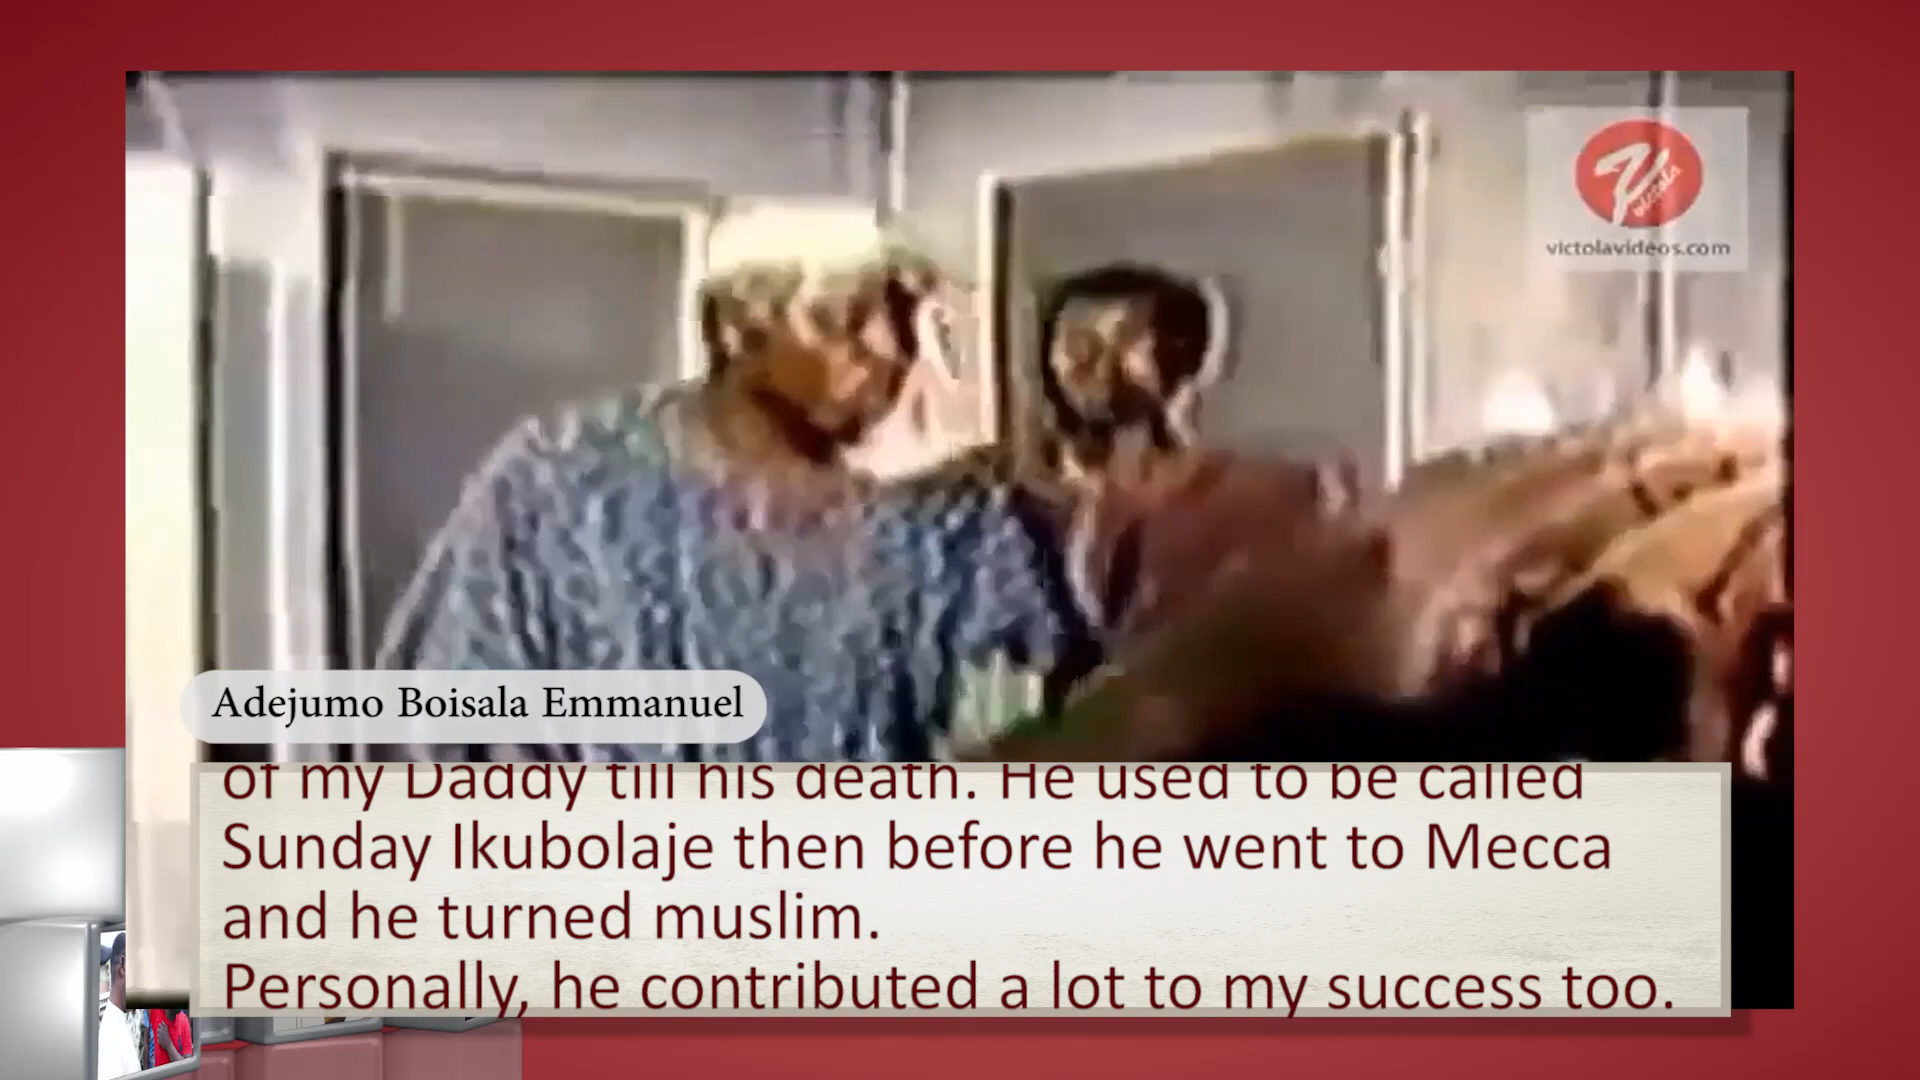 victola
victolavideos.com
Adejumo Boisala Emmanuel
of my Daddy till his death. He used to be called
Sunday Ikubolaje then before he went to Mecca
and he turned muslim.
Personally, he contributed a lot to my success too.